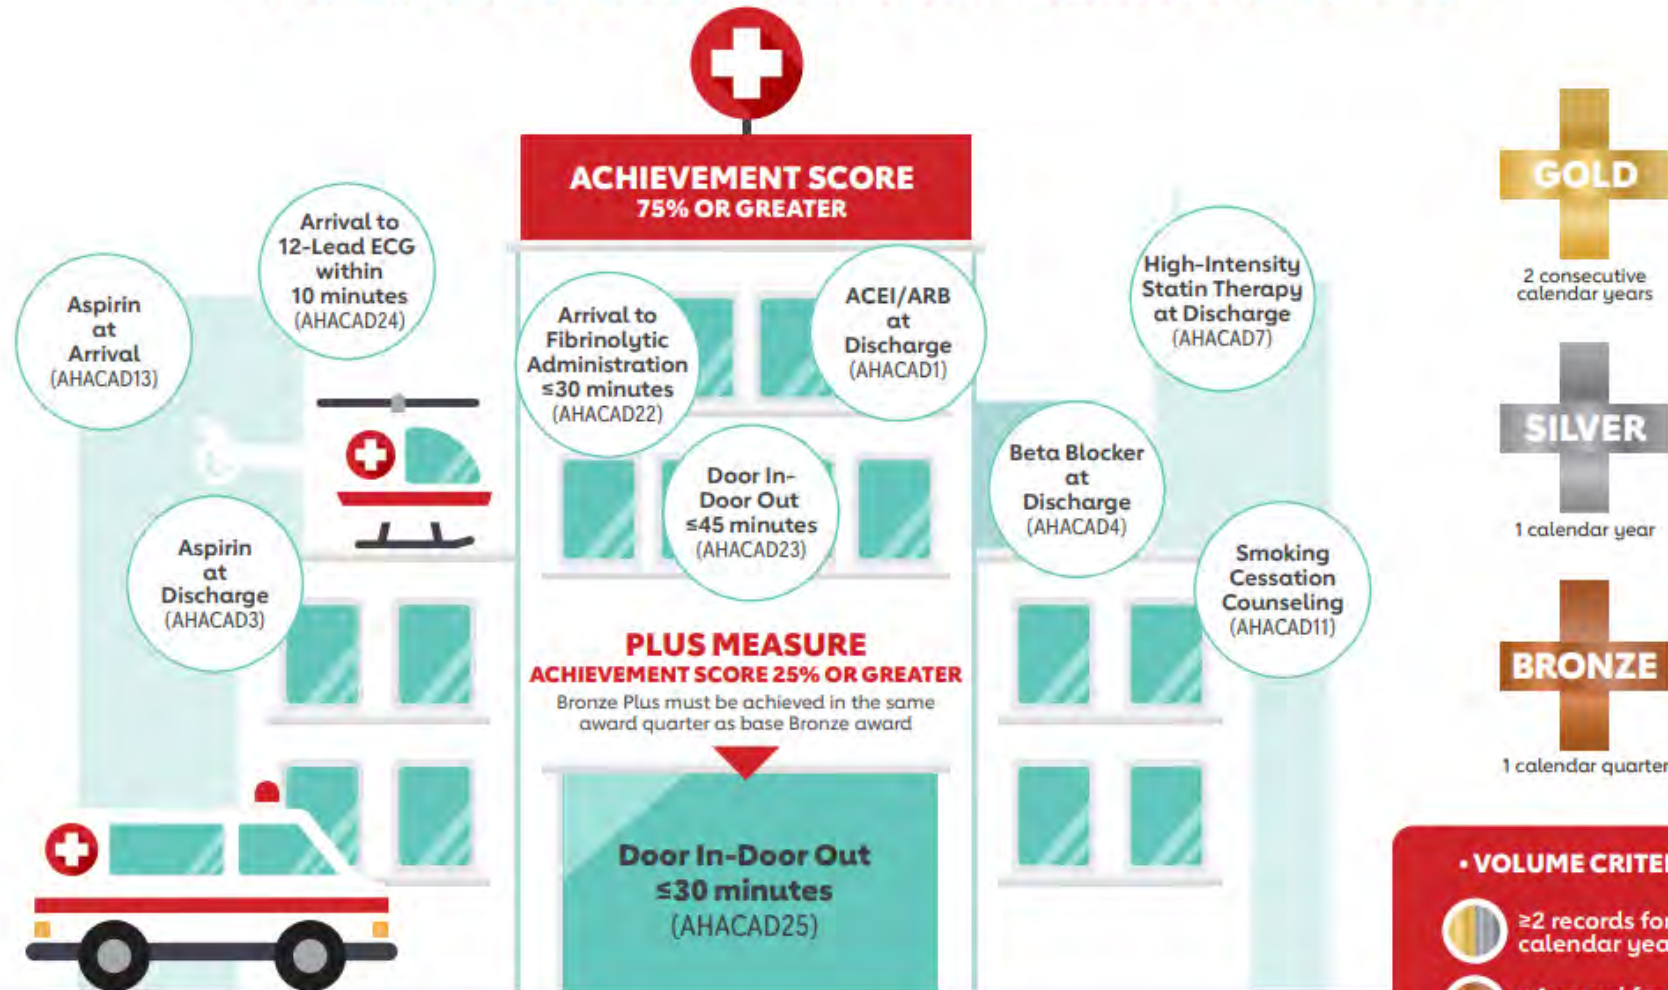 ACHIEVEMENT SCORE
75% OR GREATER
Aspirin
at
Arrival
(AHACAD13)
Arrival to
12-Lead ECG
within
10 minutes
(AHACAD24)
Arrival to
Fibrinolytic
Administration
≤30 minutes
(AHACAD22)
ACEI/ARB
at
Discharge
(AHACAD1)
High-Intensity
Statin Therapy
at Discharge
(AHACAD7)
Aspirin
at
Discharge
(AHACAD3)
Door In-
Door Out
≤45 minutes
(AHACAD23)
Beta Blocker
at
Discharge
(AHACAD4)
Smoking
Cessation
Counseling
(AHACAD11)
PLUS MEASURE
ACHIEVEMENT SCORE 25% OR GREATER
Bronze Plus must be achieved in the same
award quarter as base Bronze award
Door In-Door Out
≤30 minutes
(AHACAD25)
GOLD
2 consecutive
calendar years
SILVER
1 calendar year
BRONZE
1 calendar quarter
• VOLUME
≥2 records for
calendar